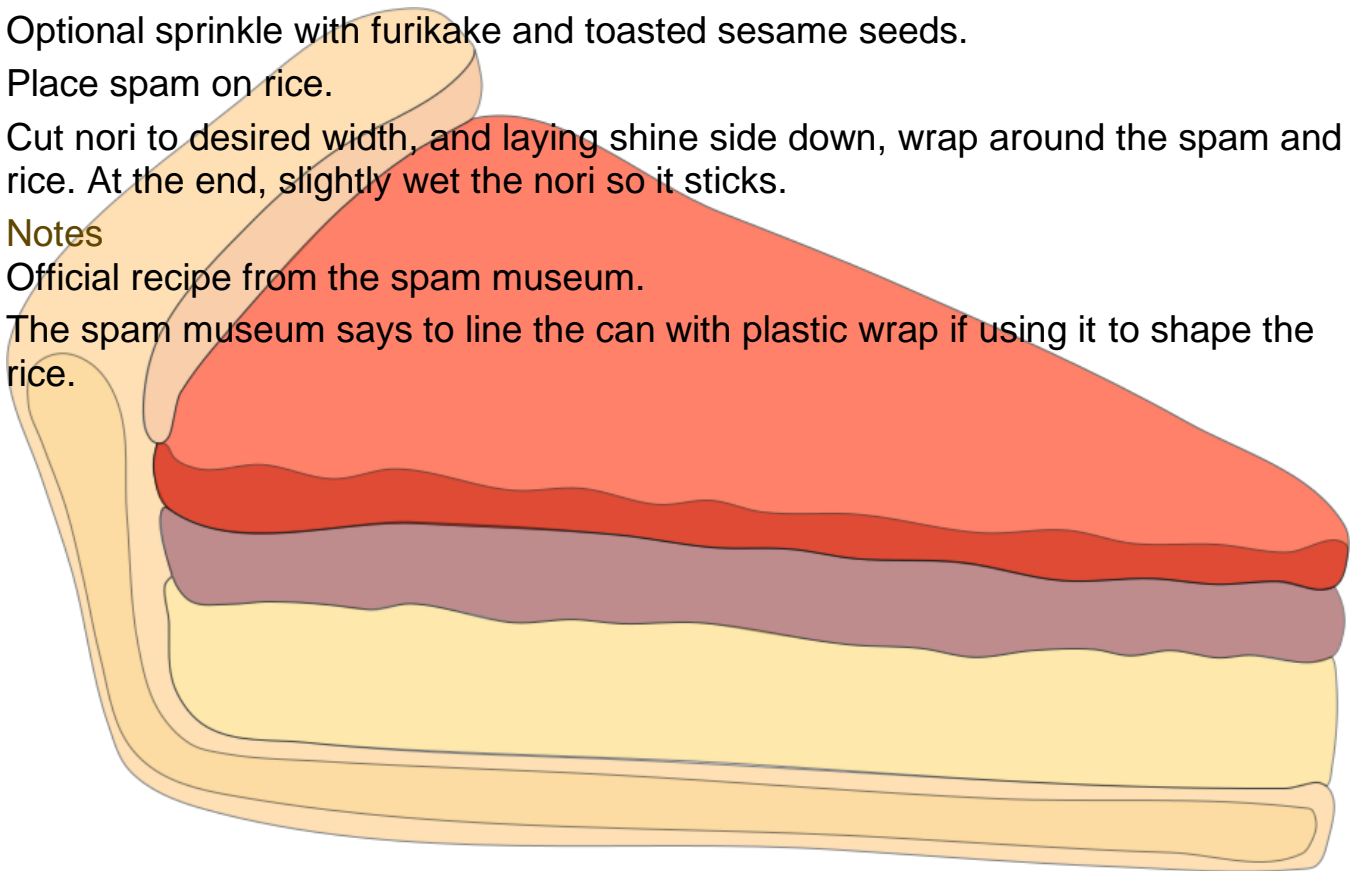 Optional sprinkle with furikake and toasted sesame seeds.
Place spam on rice.
Cut nori to desired width, and laying shine side down, wrap around the spam and
rice. At the end, slightly wet the nori so it sticks.
Notes
Official recipe from the spam museum.
The spam museum says to line the can with plastic wrap if using it to shape the
rice.